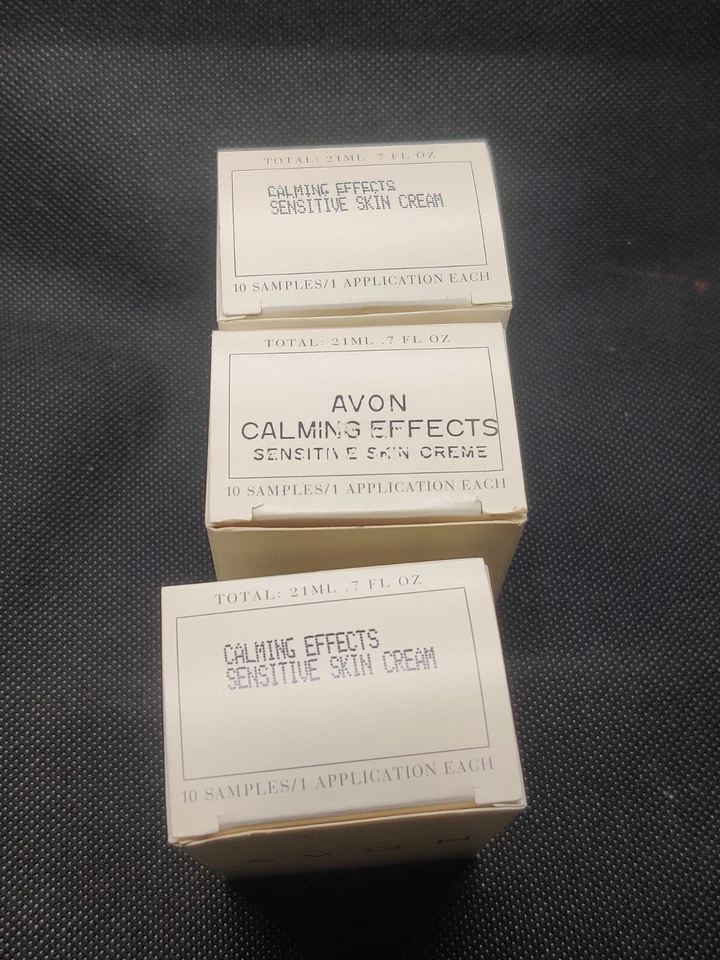 TOTAL: 21ML .7 FL OZ
CALMING EFFECTS
SENSITIVE SKIN CREAM
10 SAMPLES/1 APPLICATION EACH
TOTAL: 21ML .7 FL OZ
AVON
CALMING EFFECTS
SENSITIVE SKIN CREME
10 SAMPLES/1 APPLICATION EACH
TOTAL: 21ML .7 FL OZ
CALMING EFFECTS
SENSITIVE SKIN CREAM
10 SAMPLES/1 APPLICATION EACH
AVON